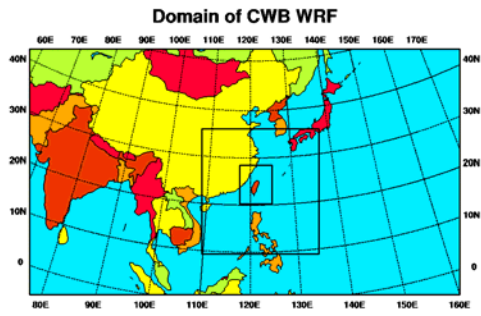 Domain of CWB WRF
60E 70E 80E 90E 100E 110E 120E 130E 140E 150E 160E 170E
40N 40N
30N 30N
20N 20N
10N 10N
0 0
80E 90E 100E 110E 120E 130E 140E 150E 160E